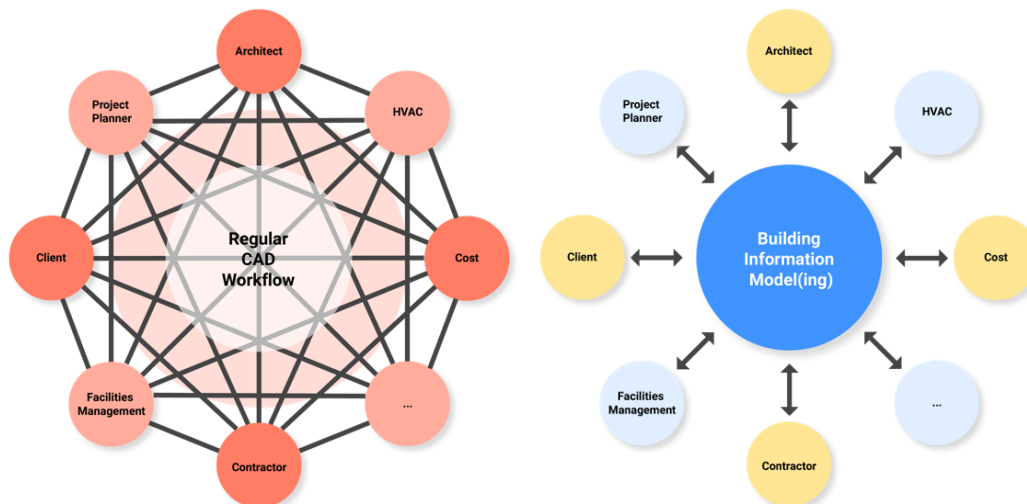 Architect
Project
Planner
HVAC
Client
Regular
CAD
Workflow
Cost
Facilities
Management
...
Contractor
Architect
Project
Planner
HVAC
Client
Building
Information
Model(ing)
Cost
Facilities
Management
...
Contractor